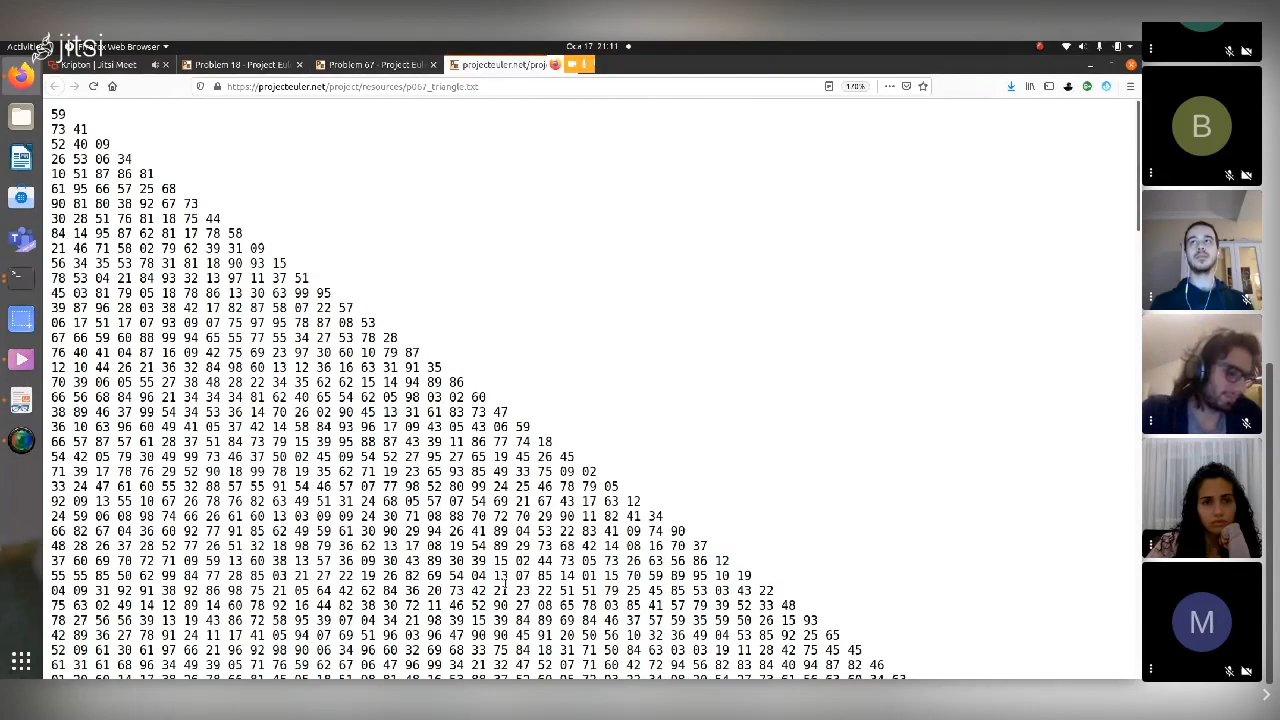 Activities
Firefox Web Browser
Oca 17 21:11
jitsi
Kripton | Jitsi Meet
Problem 18 - Project Eul
Problem 67 - Project Eul
projecteuler.net/proj
https://projecteuler.net/project/resources/p067_triangle.txt
120%
59
73 41
52 40 09
26 53 06 34
10 51 87 86 81
61 95 66 57 25 68
90 81 80 38 92 67 73
30 28 51 76 81 18 75 44
84 14 95 87 62 81 17 78 58
21 46 71 58 02 79 62 39 31 09
56 34 35 53 78 31 81 18 90 93 15
78 53 04 21 84 93 32 13 97 11 37 51
45 03 81 79 05 18 78 86 13 30 63 99 95
39 87 96 28 03 38 42 17 82 87 58 07 22 57
06 17 51 17 07 93 09 07 75 97 95 78 87 08 53
67 66 59 60 88 99 94 65 55 77 55 34 27 53 78 28
76 40 41 04 87 16 09 42 75 69 23 97 30 60 10 79 87
12 10 44 26 21 36 32 84 98 60 13 12 36 16 63 31 91 35
70 39 06 05 55 27 38 48 28 22 34 35 62 62 15 14 94 89 86
66 56 68 84 96 21 34 34 34 81 62 40 65 54 62 05 98 03 02 60
38 89 46 37 99 54 34 53 36 14 70 26 02 90 45 13 31 61 83 73 47
36 10 63 96 60 49 41 05 37 42 14 58 84 93 96 17 09 43 05 43 06 59
66 57 87 57 61 28 37 51 84 73 79 15 39 95 88 87 43 39 11 86 77 74 18
54 42 05 79 30 49 99 73 46 37 50 02 45 09 54 52 27 95 27 65 19 45 26 45
71 39 17 78 76 29 52 90 18 99 78 19 35 62 71 19 23 65 93 85 49 33 75 09 02
33 24 47 61 60 55 32 88 57 55 91 54 46 57 07 77 98 52 80 99 24 25 46 78 79 05
92 09 13 55 10 67 26 78 76 82 63 49 51 31 24 68 05 57 07 54 69 21 67 43 17 63 12
24 59 06 08 98 74 66 26 61 60 13 03 09 09 24 30 71 08 88 70 72 70 29 90 11 82 41 34
66 82 67 04 36 60 92 77 91 85 62 49 59 61 30 90 29 94 26 41 89 04 53 22 83 41 09 74 90
48 28 26 37 28 52 77 26 51 32 18 98 79 36 62 13 17 08 19 54 89 29 73 68 42 14 08 16 70 37
37 60 69 70 72 71 09 59 13 60 38 13 57 36 09 30 43 89 30 39 15 02 44 73 05 73 26 63 56 86 12
55 55 85 50 62 99 84 77 28 85 03 21 27 22 19 26 82 69 54 04 13 07 85 14 01 15 70 59 89 95 10 19
04 09 31 92 91 38 92 86 98 75 21 05 64 42 62 84 36 20 73 42 21 23 22 51 51 79 25 45 85 53 03 43 22
75 63 02 49 14 12 89 14 60 78 92 16 44 82 38 30 72 11 46 52 90 27 08 65 78 03 85 41 57 79 39 52 33 48
78 27 56 56 39 13 19 43 86 72 58 95 39 07 04 34 21 98 39 15 39 84 89 69 84 46 37 57 59 35 59 50 26 15 93
42 89 36 27 78 91 24 11 17 41 05 94 07 69 51 96 03 96 47 90 90 45 91 20 50 56 10 32 36 49 04 53 85 92 25 65
52 09 61 30 61 97 66 21 96 92 98 90 06 34 96 60 32 69 68 33 75 84 18 31 71 50 84 63 03 03 19 11 28 42 75 45 45
61 31 61 68 96 34 49 39 05 71 76 59 62 67 06 47 96 99 34 21 32 47 52 07 71 60 42 72 94 56 82 83 84 40 94 87 82 46
B
M